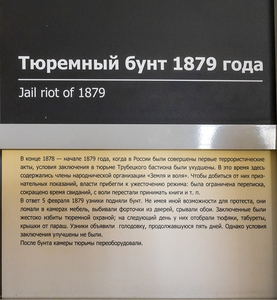 Тюремный бунт 1879 года
Jail riot of 1879
В конце 1878 — начале 1879 года, когда в России были совершены первые террористические
акты, условия заключения в тюрьме Трубецкого бастиона были ухудшены. В это время здесь
содержались члены народнической организации «Земля и воля». Чтобы добиться от них приз-
нательных показаний, власти прибегли к ужесточению режима: была ограничена переписка,
сокращено время свиданий, с воли перестали принимать книги и т. п.
В ответ 5 февраля 1879 узники подняли бунт. Не имея иной возможности для протеста, они
ломали в камерах мебель, выбивали форточки из дверей, срывали обои. Заключенные были
жестоко избиты тюремной охраной; на следующий день у них отобрали тюфяки, табуреты,
крышки от параш. Узники объявили голодовку, продолжавшуюся пять дней. Однако условия
заключения улучшены не были.
После бунта камеры тюрьмы переоборудовали.